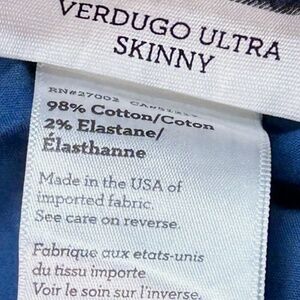 VERDUGO ULTRA
SKINNY
RN#27002
98% Cotton/Coton
2% Elastane/
Élasthanne
Made in the USA of
imported fabric.
See care on reverse.
Fabrique aux etats-unis
du tissu importe
Voir le soin sur l'inverse.